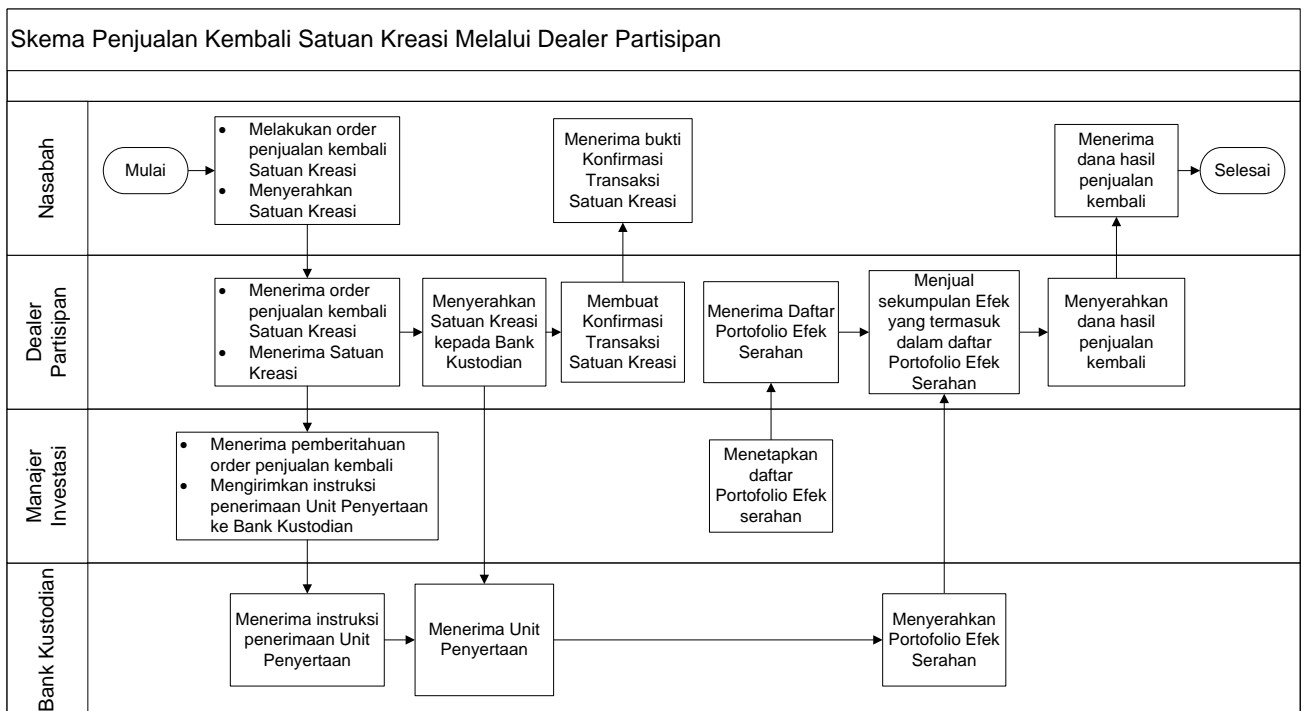 Skema Penjualan Kembali Satuan Kreasi Melalui Dealer Partisipan
Nasabah
Mulai
• Melakukan order
penjualan kembali
Satuan Kreasi
• Menyerahkan
Satuan Kreasi
Menerima bukti
Konfirmasi
Transaksi
Satuan Kreasi
Menerima
dana hasil
penjualan
kembali
Selesai
Dealer
Partisipan
• Menerima order
penjualan kembali
Satuan Kreasi
• Menerima Satuan
Kreasi
Menyerahkan
Satuan Kreasi
kepada Bank
Kustodian
Membuat
Konfirmasi
Transaksi
Satuan Kreasi
Menerima Daftar
Portofolio Efek
Serahan
Menjual
sekumpulan Efek
yang termasuk
dalam daftar
Portofolio Efek
Serahan
Menyerahkan
dana hasil
penjualan
kembali
Manajer
Investasi
• Menerima pemberitahuan
order penjualan kembali
• Mengirimkan instruksi
penerimaan Unit Penyertaan
ke Bank Kustodian
Menetapkan
daftar
Portofolio Efek
serahan
Bank Kustodian
Menerima instruksi
penerimaan Unit
Penyertaan
Menerima Unit
Penyertaan
Menyerahkan
Portofolio Efek
Serahan